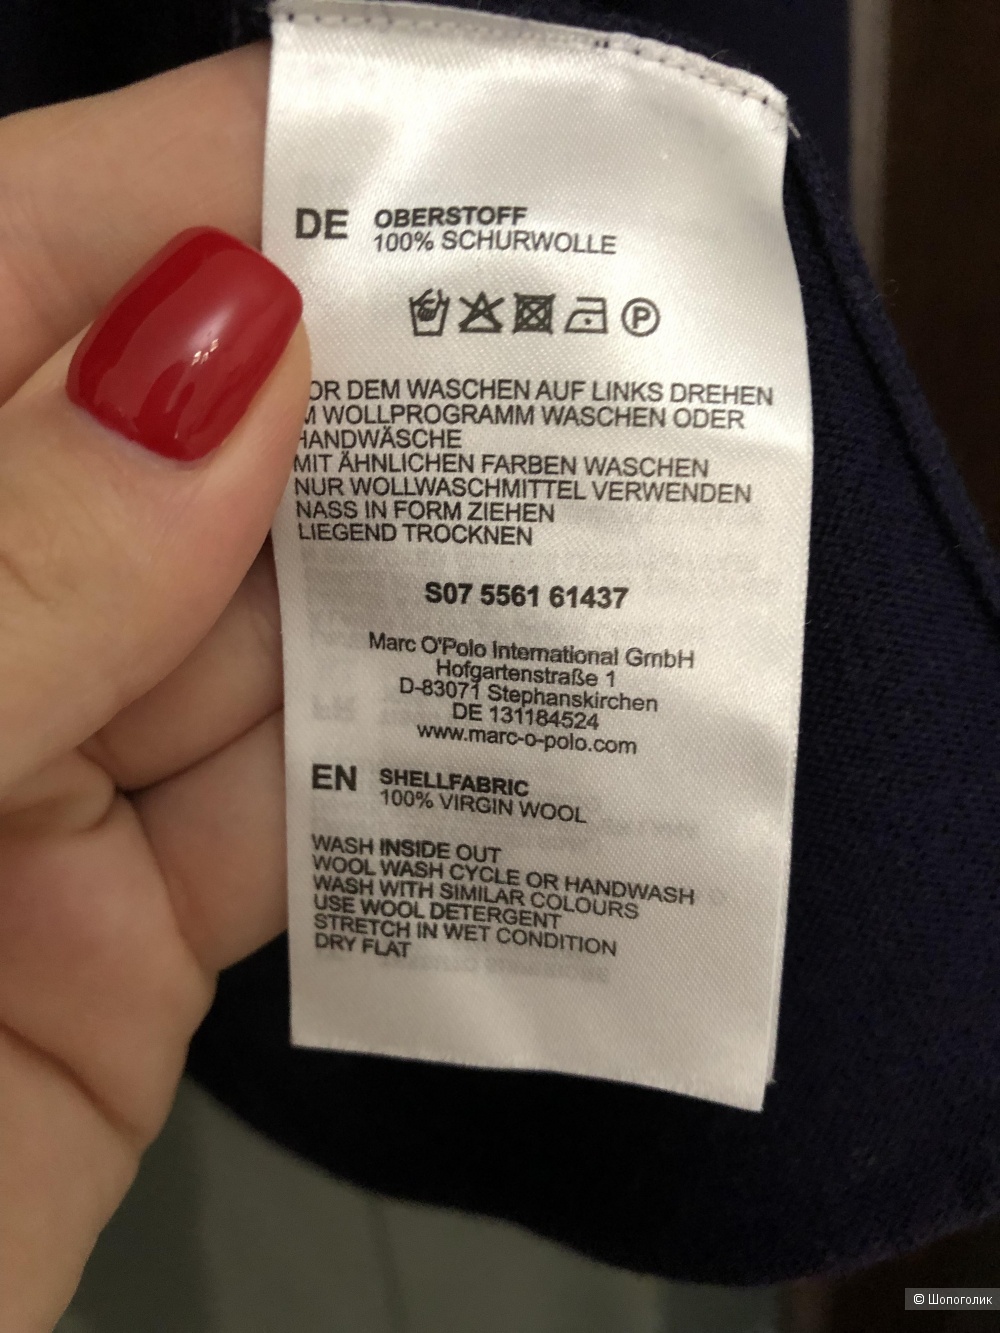 DE OBERSTOFF
100% SCHURWOLLE
P
OR DEM WASCHEN AUF LINKS DREHEN
M WOLLPROGRAMM WASCHEN ODER
HANDWÄSCHE
MIT ÄHNLICHEN FARBEN WASCHEN
NUR WOLLWASCHMITTEL VERWENDEN
NASS IN FORM ZIEHEN
LIEGEND TROCKNEN
S07 5561 61437
Marc O'Polo International GmbH
Hofgartenstraße 1
D-83071 Stephanskirchen
DE 131184524
www.marc-o-polo.com
EN SHELLFABRIC
100% VIRGIN WOOL
WASH INSIDE OUT
WOOL WASH CYCLE OR HANDWASH
WASH WITH SIMILAR COLOURS
USE WOOL DETERGENT
STRETCH IN WET CONDITION
DRY FLAT
© Шопоголик